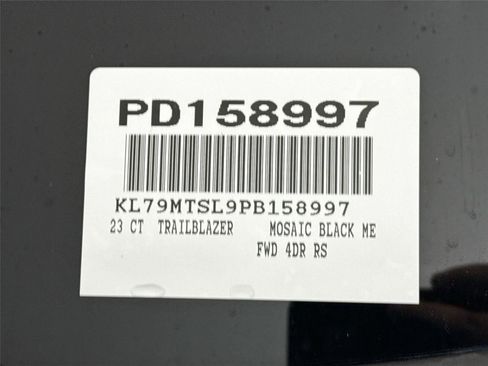 PD158997
KL79MTSL9PB158997
23 CT TRAILBLAZER MOSAIC BLACK ME
FWD 4DR RS